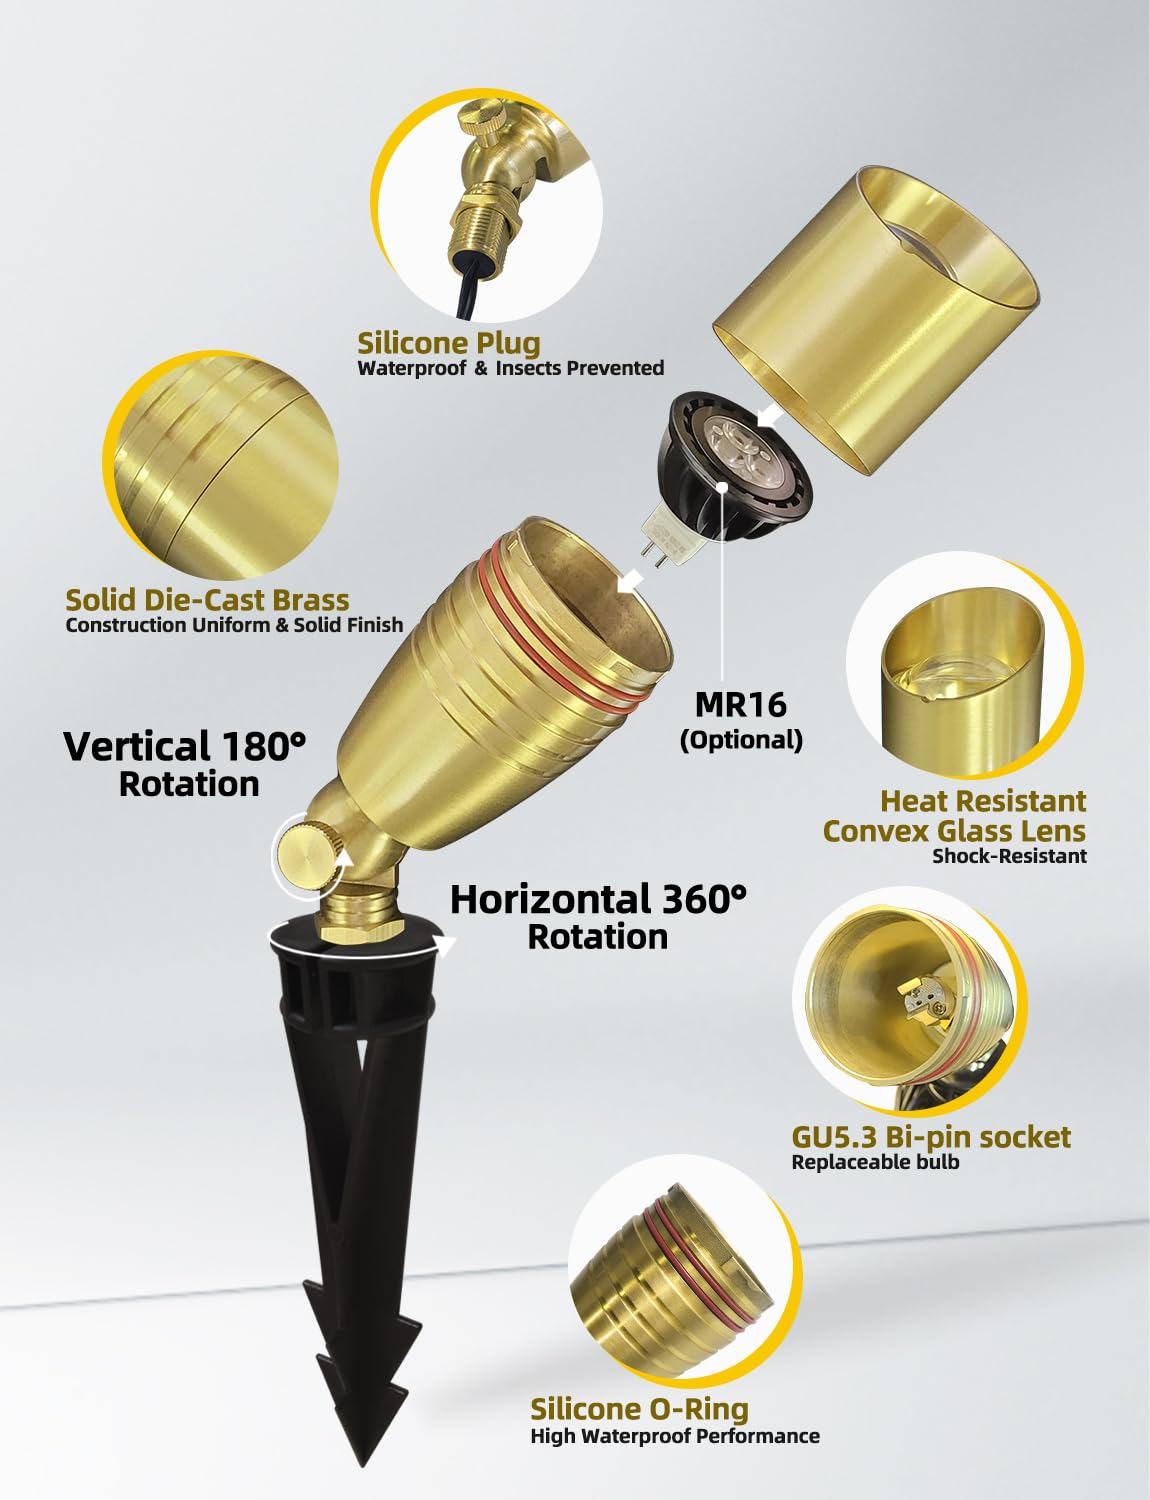 Silicone Plug
Waterproof & Insects Prevented
Solid Die-Cast Brass
Construction Uniform & Solid Finish
Vertical 180°
Rotation
MR16
(Optional)
Heat Resistant
Convex Glass Lens
Shock-Resistant
Horizontal 360°
Rotation
GU5.3 Bi-pin socket
Replaceable bulb
Silicone O-Ring
High Waterproof Performance